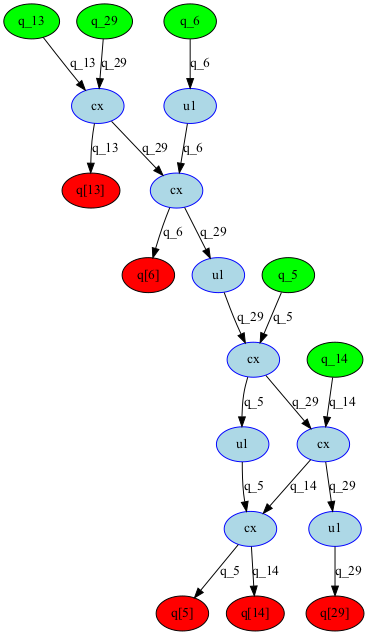 q_13 q_29 q_6
q_13 q_29 q_6
cx u1
q_13 q_29 q_6
q[13] cx
q_6 q_29
q[6] u1 q_5
q_29 q_5
cx q_14
q_5 q_29 q_14
u1 cx
q_5 q_14 q_29
cx u1
q_5 q_14 q_29
q[5] q[14] q[29]